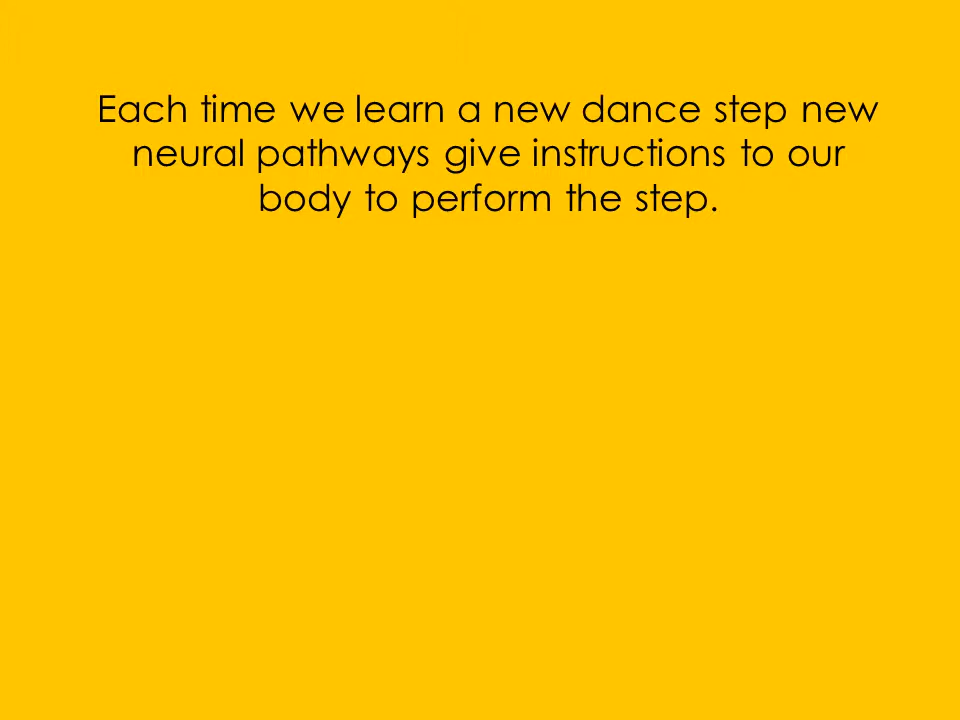 Each time we learn a new dance step new
neural pathways give instructions to our
body to perform the step.